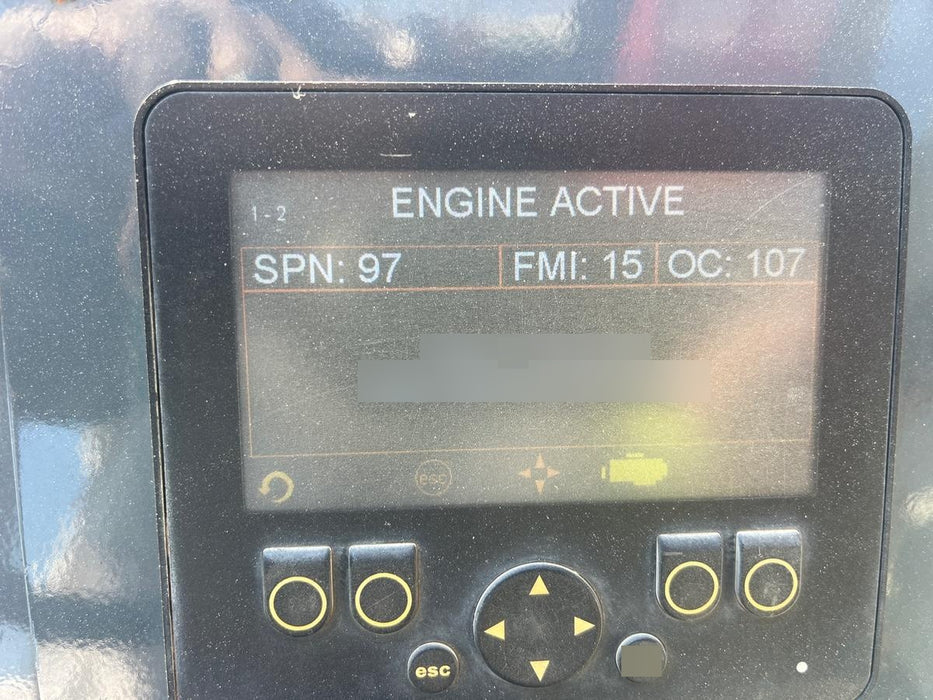 1-2
ENGINE ACTIVE
SPN: 97 FMI: 15 OC: 107
esc
esc